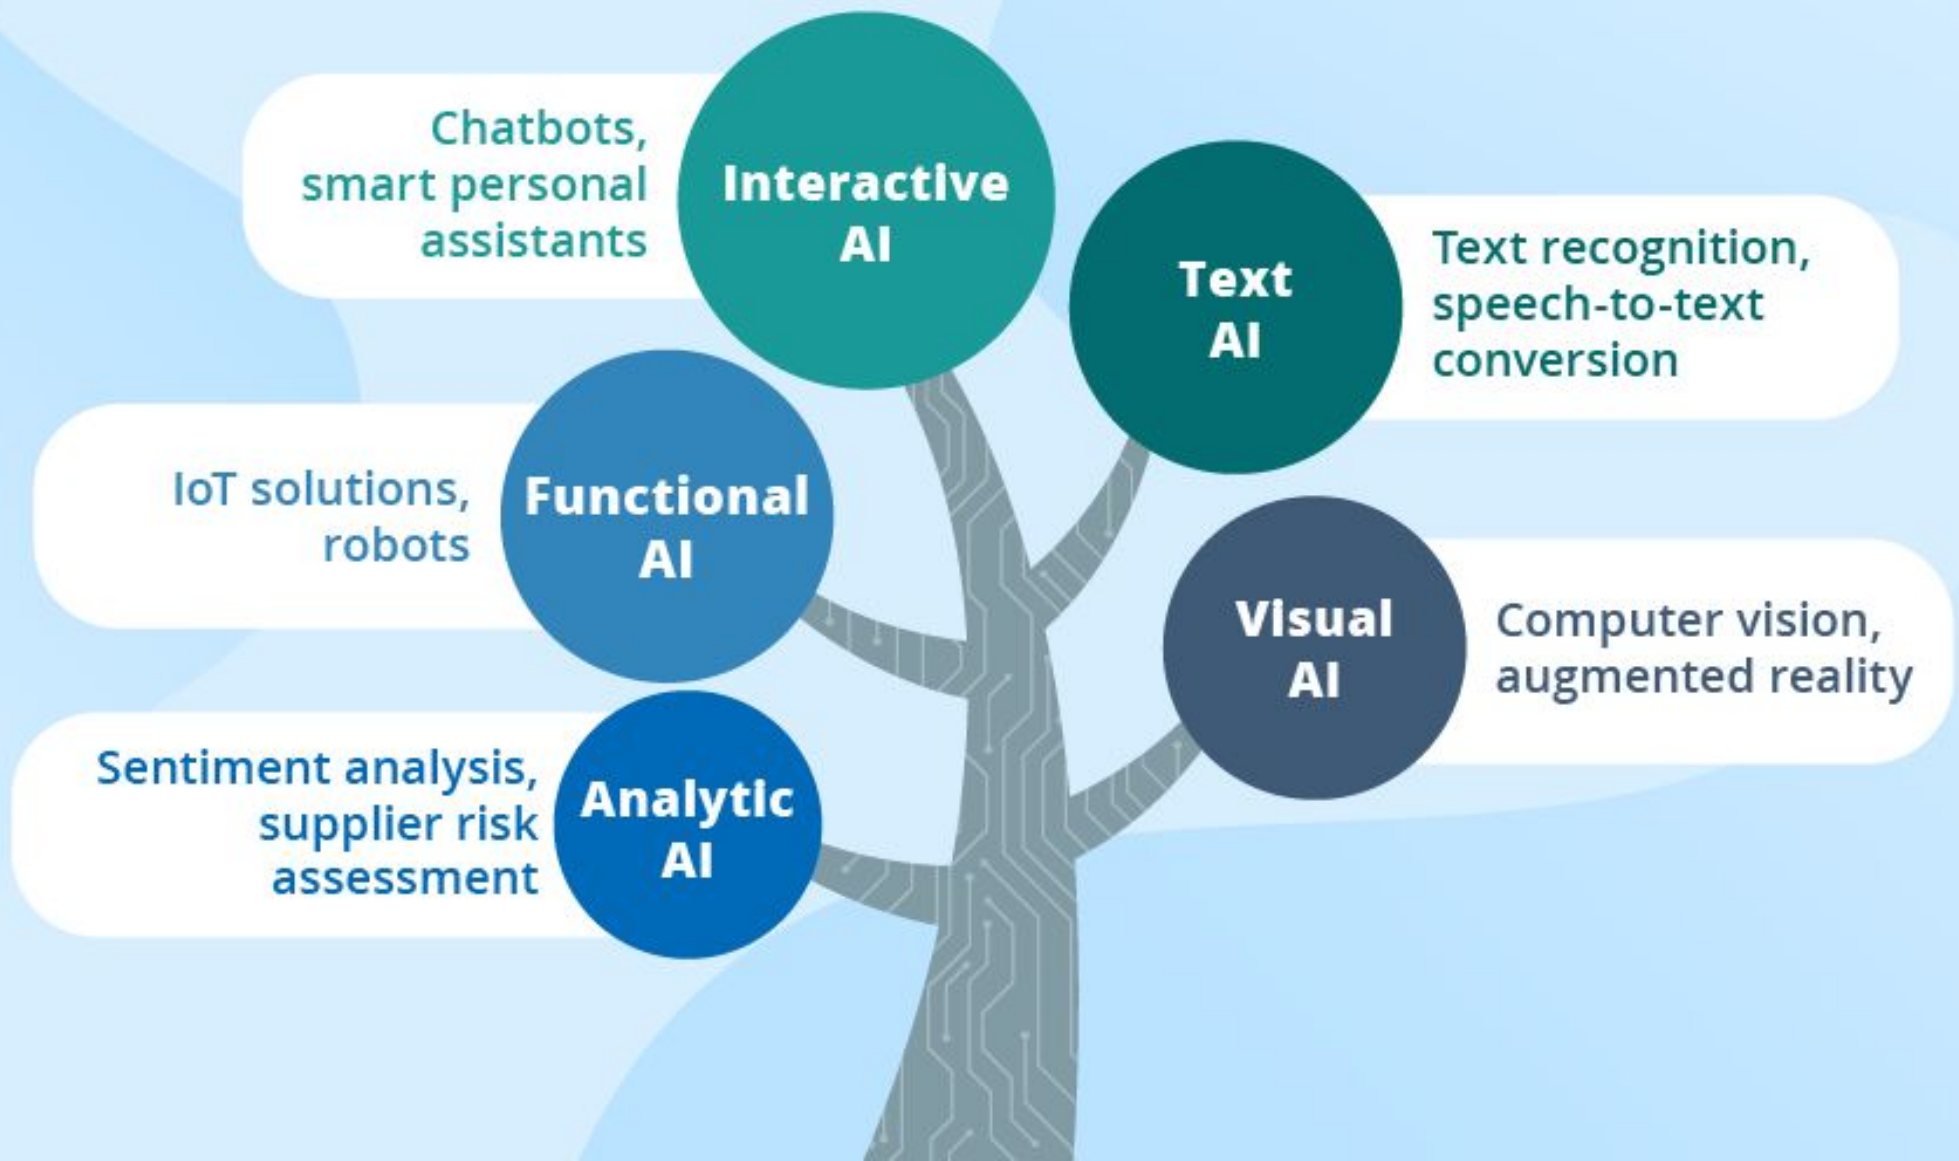 Chatbots,
smart personal
assistants
Interactive
AI
Text
AI
Text recognition,
speech-to-text
conversion
IoT solutions,
robots
Functional
AI
Visual
AI
Computer vision,
augmented reality
Sentiment analysis,
supplier risk
assessment
Analytic
AI